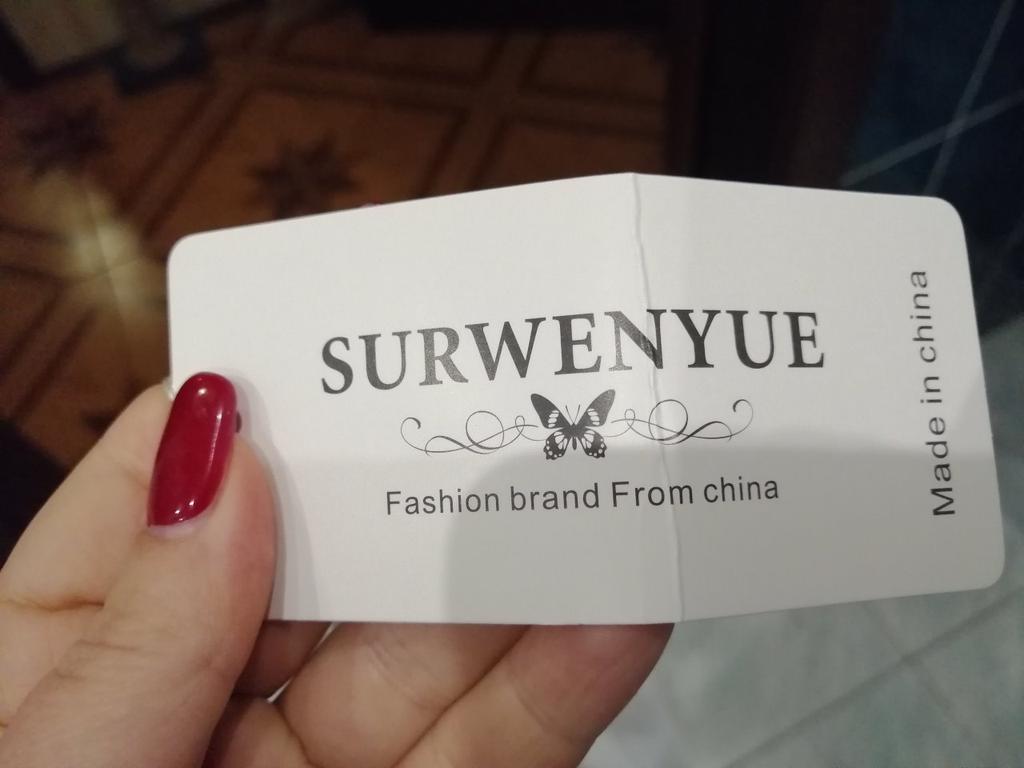 SURWENYUE
Fashion brand From china
Made in china